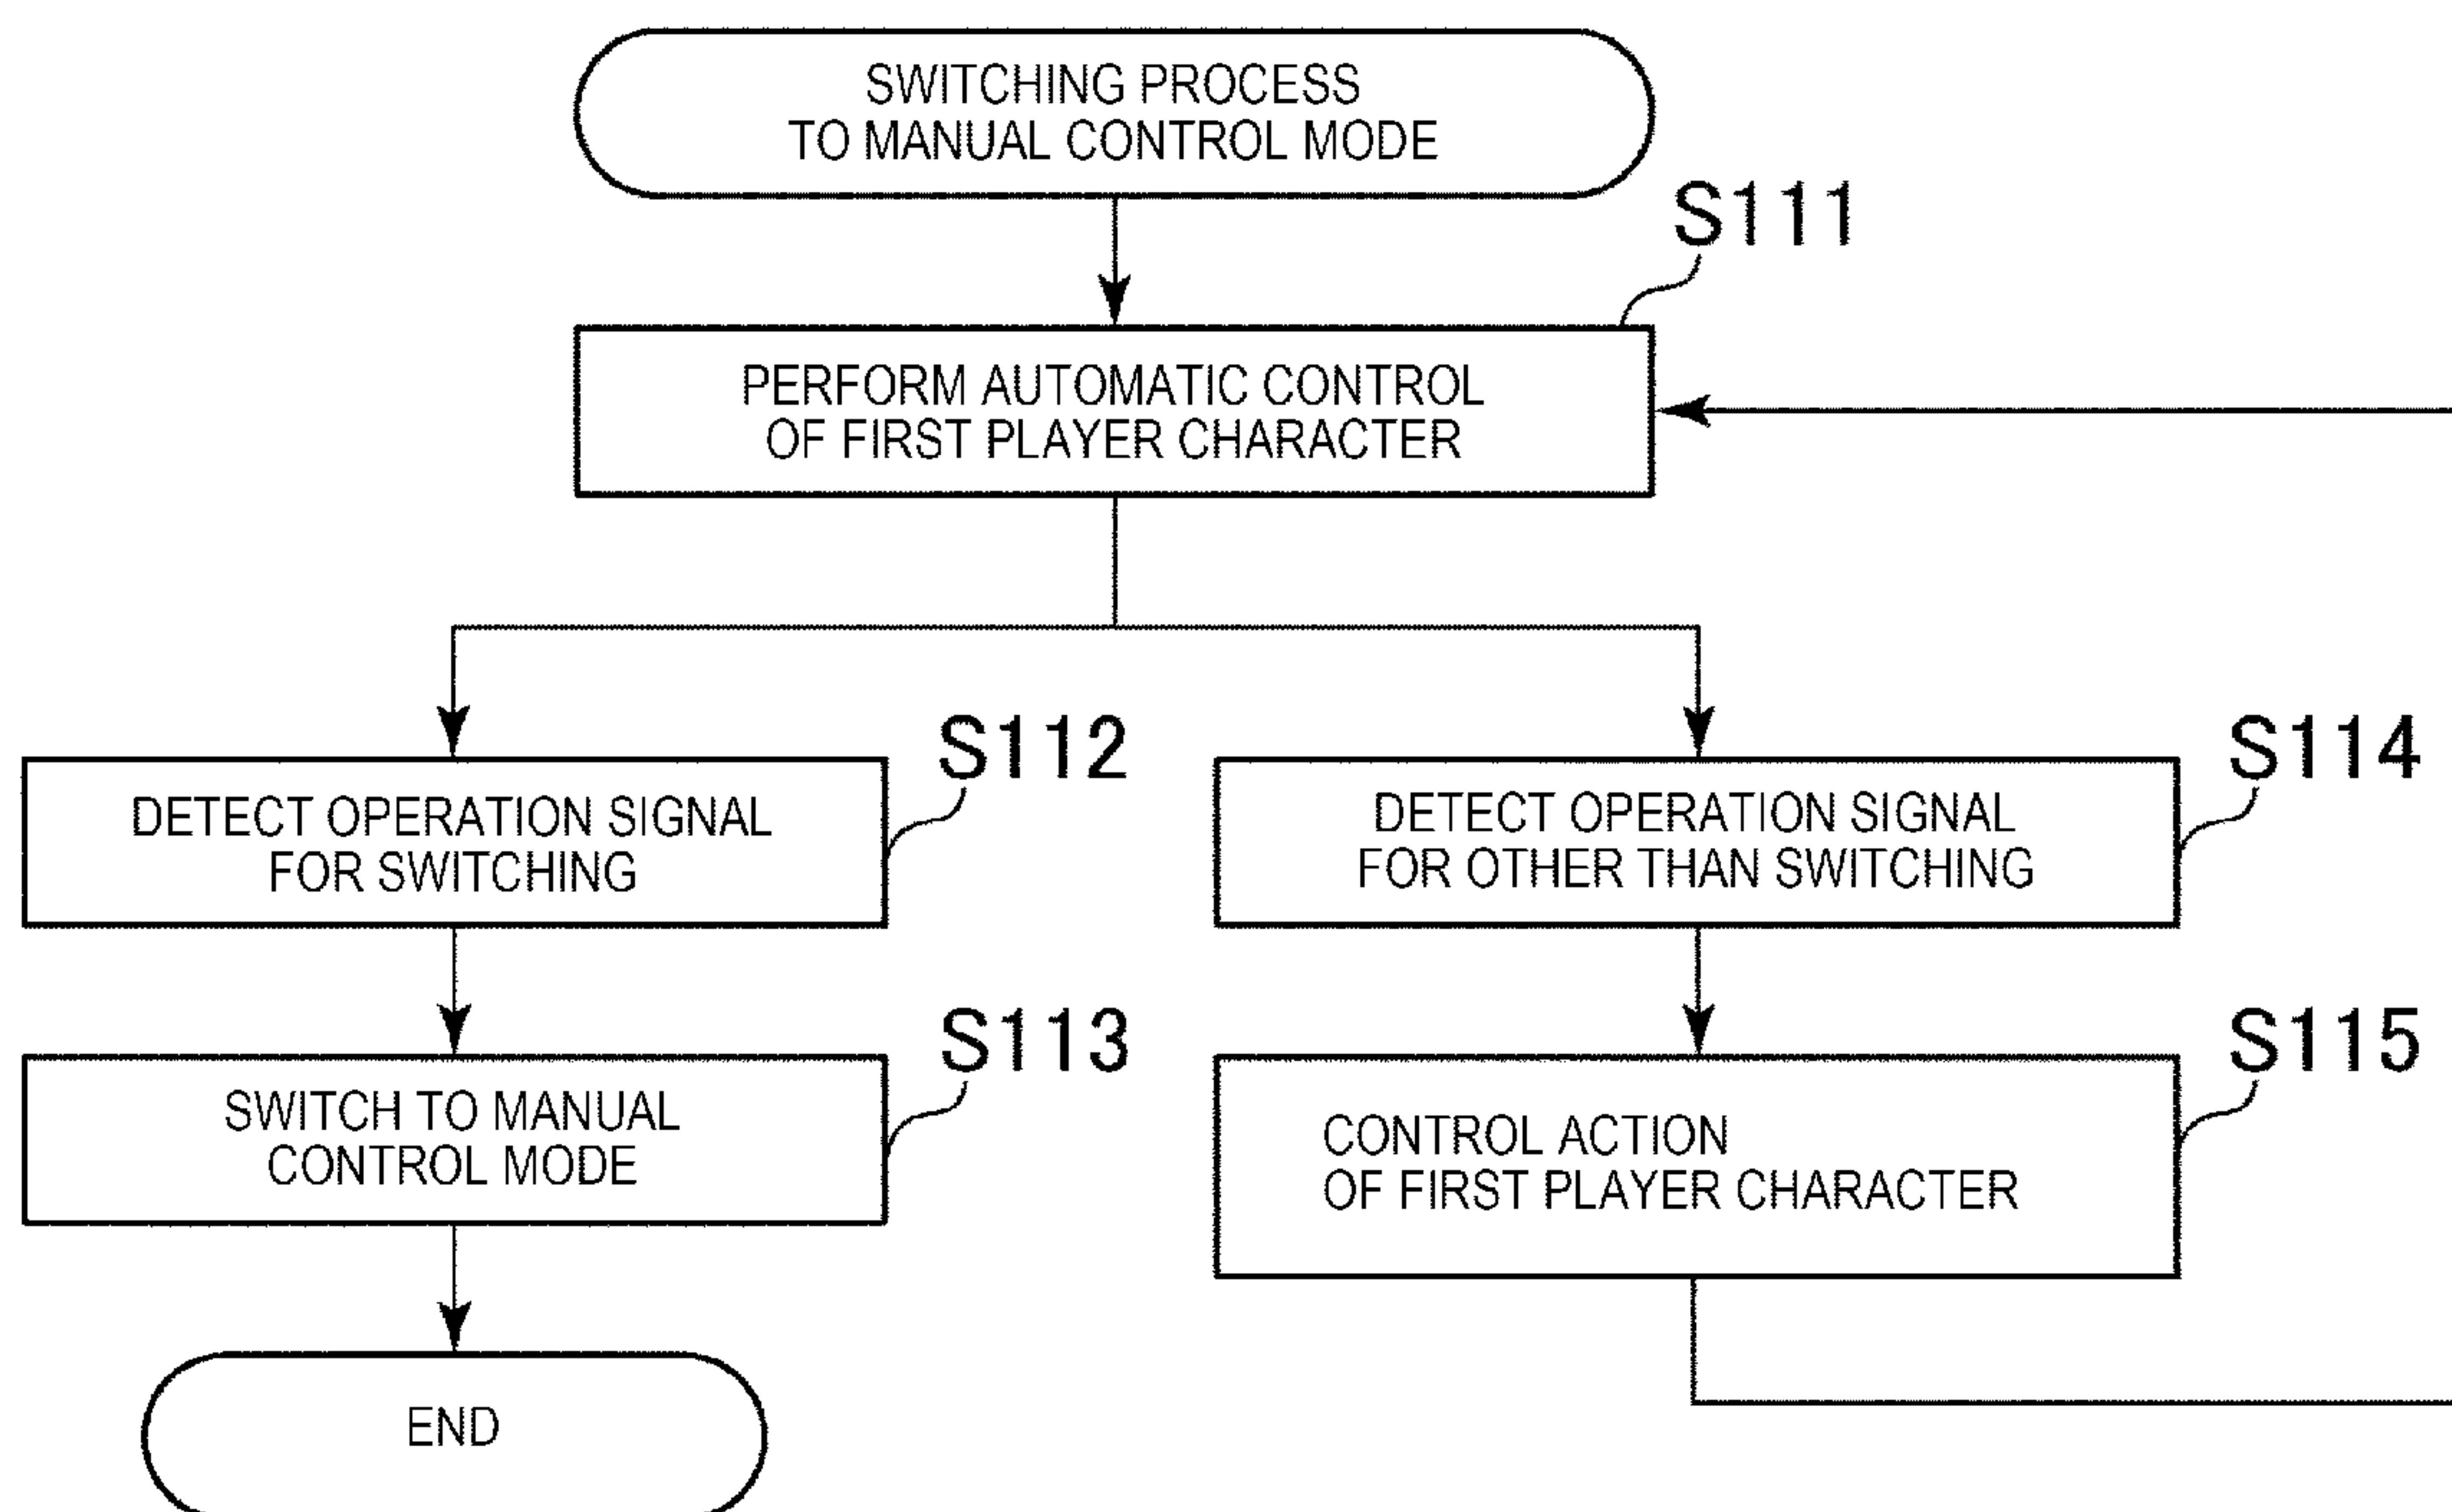 SWITCHING PROCESS
TO MANUAL CONTROL MODE
S111
PERFORM AUTOMATIC CONTROL
OF FIRST PLAYER CHARACTER
S112
DETECT OPERATION SIGNAL
FOR SWITCHING
S114
DETECT OPERATION SIGNAL
FOR OTHER THAN SWITCHING
S113
SWITCH TO MANUAL
CONTROL MODE
S115
CONTROL ACTION
OF FIRST PLAYER CHARACTER
END